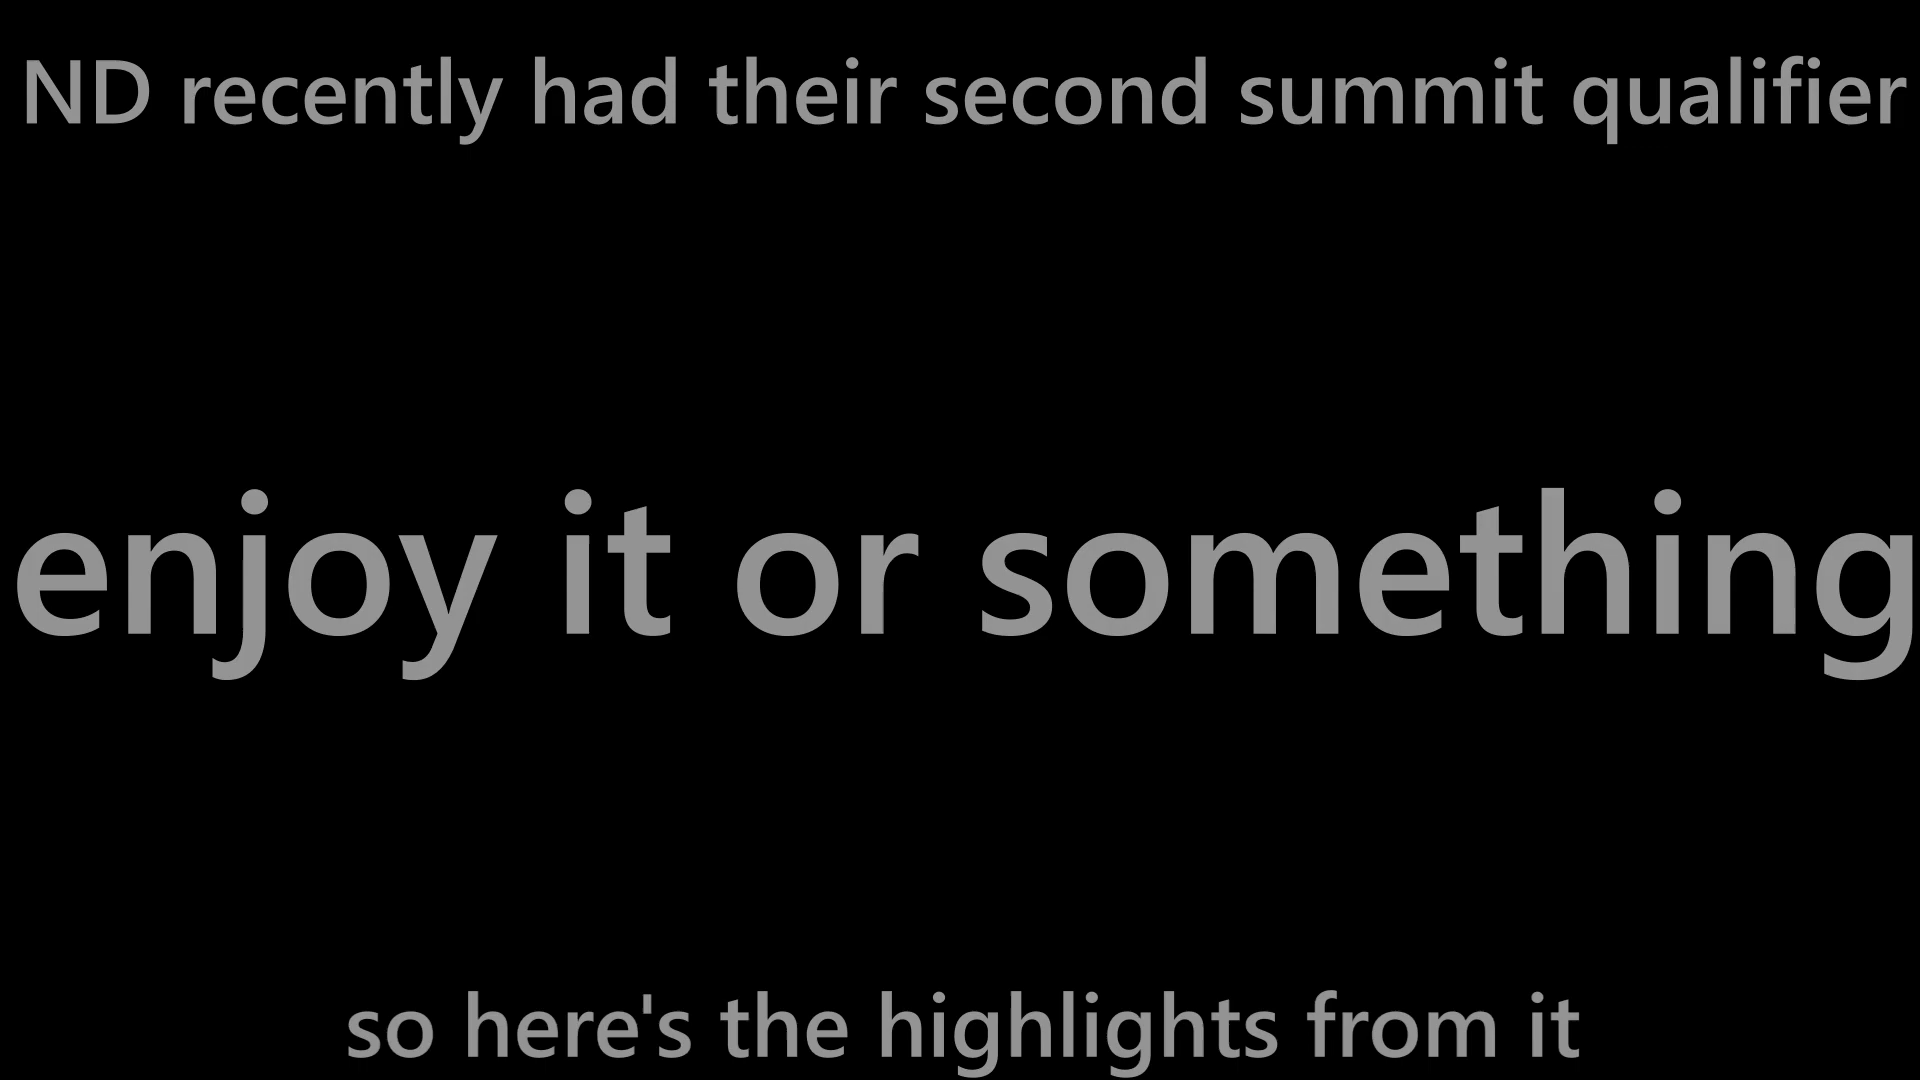 ND recently had their second summit qualifier
enjoy it or something
so here's the highlights from it